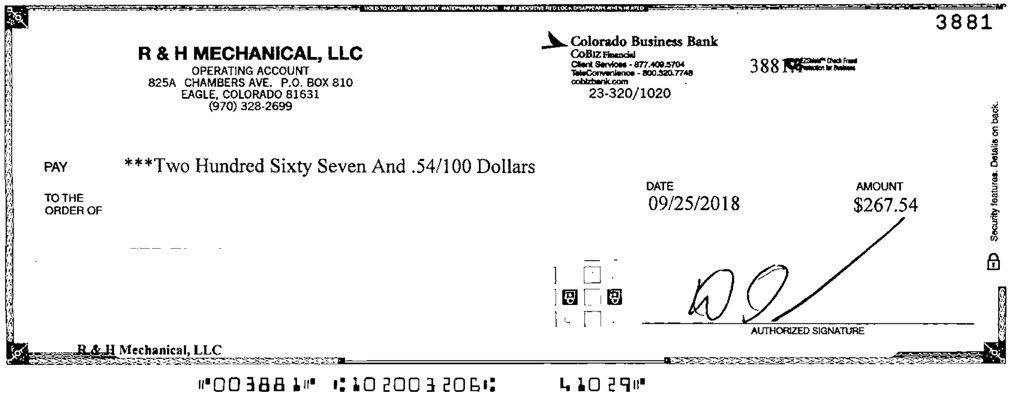 HOLD TO LIGHT TO VIEW TRUE WATERMARK IN PAPER. HEAT SENSITIVE RED LOCK DISAPPEARS WHEN HEATED.
3881
R & H MECHANICAL, LLC
OPERATING ACCOUNT
825A CHAMBERS AVE. P.O. BOX 810
EAGLE, COLORADO 81631
(970) 328-2699
Colorado Business Bank
CoBiz Financial
Client Services - 877.409.5704
TeleConvenience - 800.320.7748
cobizbank.com
23-320/1020
3881
EZShield™ Check Fraud
Protection for Business
Security features. Details on back.
PAY ***Two Hundred Sixty Seven And .54/100 Dollars
TO THE
ORDER OF
DATE
09/25/2018
AMOUNT
$267.54
AUTHORIZED SIGNATURE
R & H Mechanical, LLC
⑈003881⑈ ⑆102003206⑆ 41029⑈